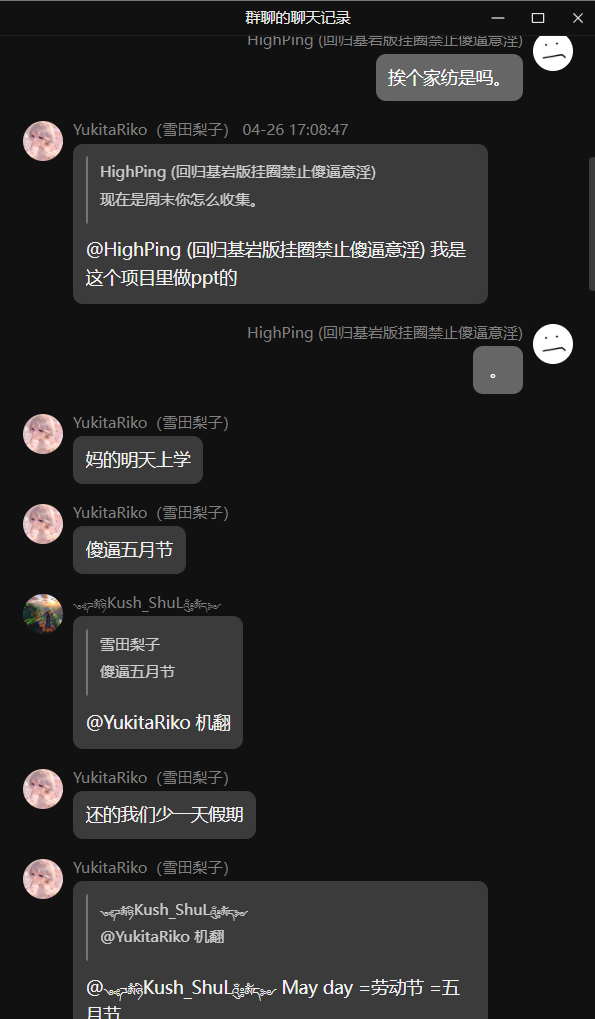 群聊的聊天记录
HighPing (回归基岩版挂圈禁止傻逼意淫)
挨个家纺是吗。
YukitaRiko（雪田梨子） 04-26 17:08:47
HighPing (回归基岩版挂圈禁止傻逼意淫)
现在是周末你怎么收集。
@HighPing (回归基岩版挂圈禁止傻逼意淫) 我是
这个项目里做ppt的
HighPing (回归基岩版挂圈禁止傻逼意淫)
。
YukitaRiko（雪田梨子）
妈的明天上学
YukitaRiko（雪田梨子）
傻逼五月节
Kush_ShuL
雪田梨子
傻逼五月节
@YukitaRiko 机翻
YukitaRiko（雪田梨子）
还的我们少一天假期
YukitaRiko（雪田梨子）
Kush_ShuL
@YukitaRiko 机翻
@Kush_ShuL May day =劳动节 =五
月节